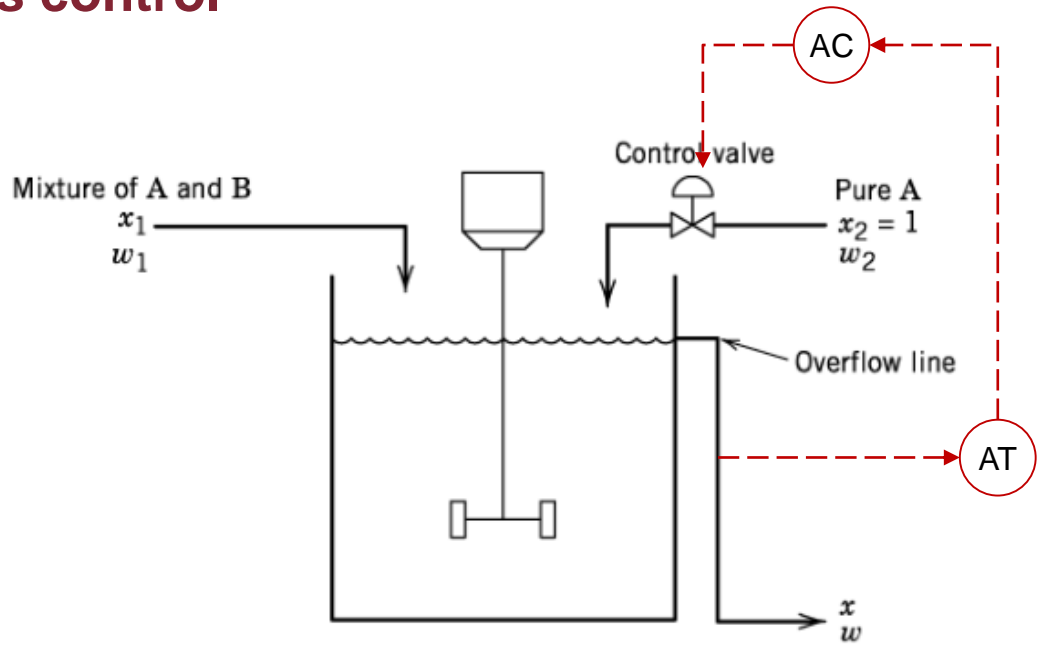 s control
AC
Control valve
Mixture of A and B
x₁
w₁
Pure A
x₂ = 1
w₂
Overflow line
AT
x
w